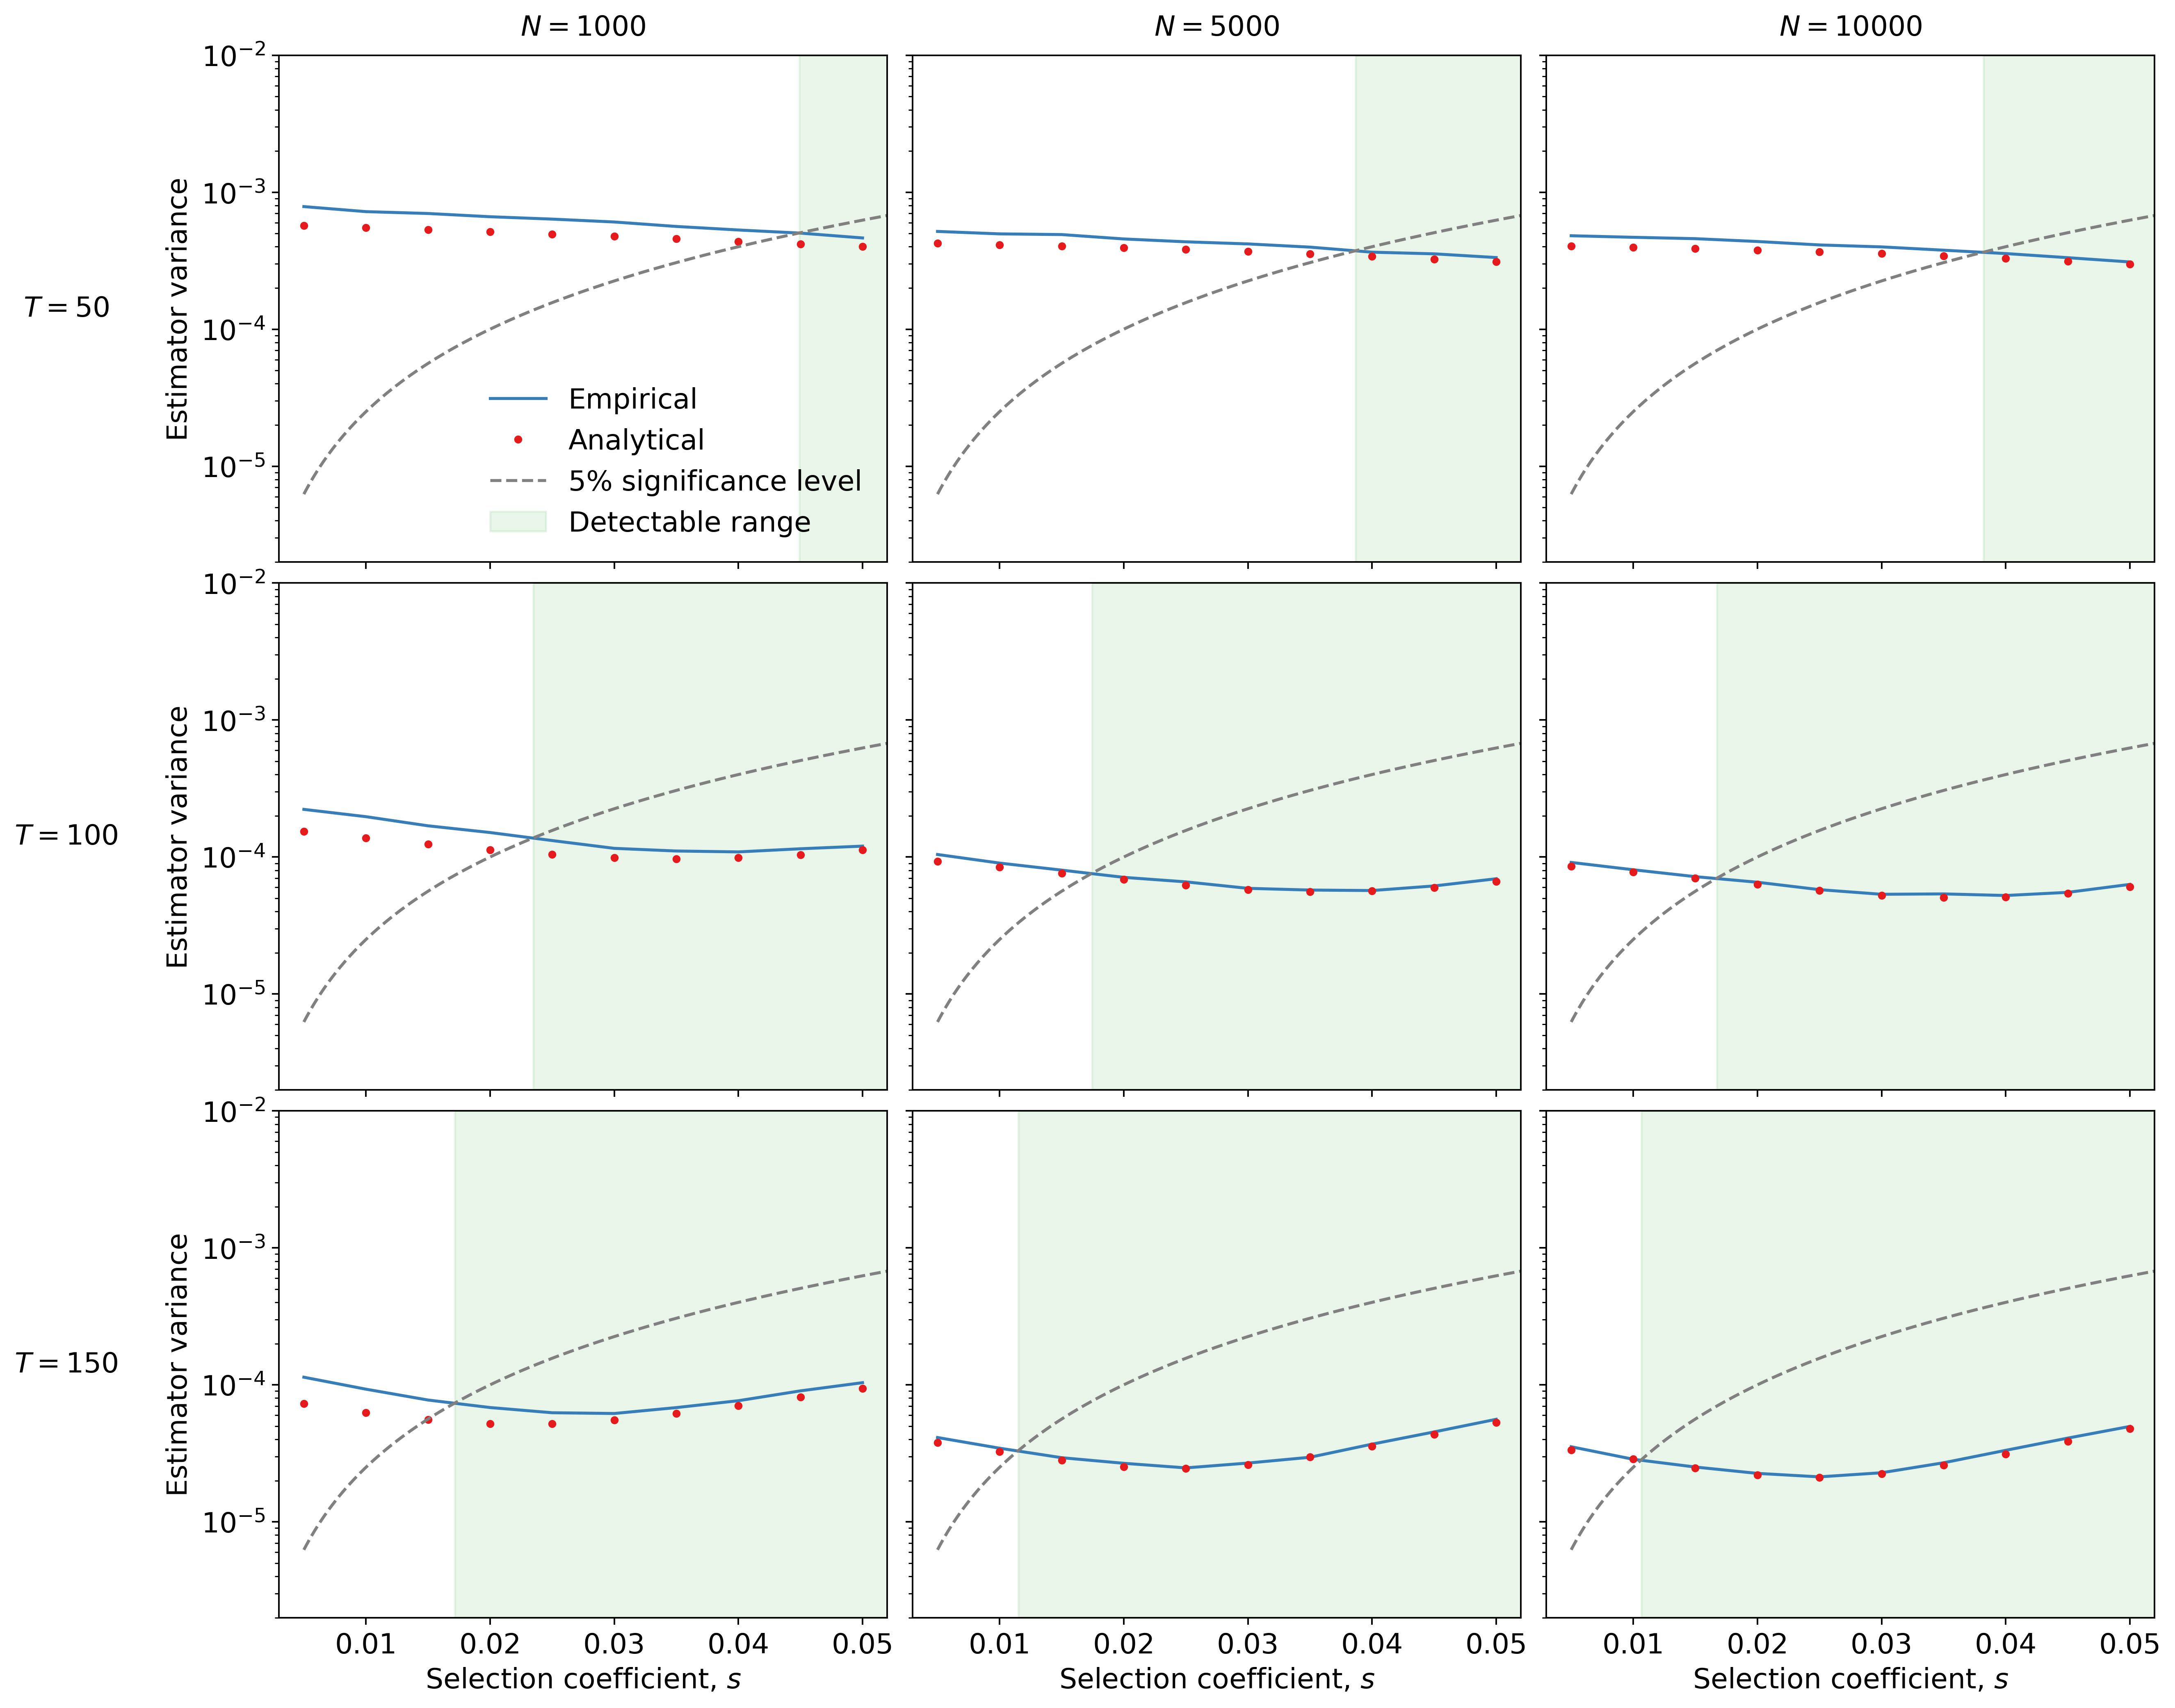 N = 1000
N = 5000
N = 10000
T = 50
Estimator variance
10⁻²
10⁻³
10⁻⁴
10⁻⁵
Empirical
Analytical
5% significance level
Detectable range
T = 100
Estimator variance
10⁻²
10⁻³
10⁻⁴
10⁻⁵
T = 150
Estimator variance
10⁻²
10⁻³
10⁻⁴
10⁻⁵
0.01 0.02 0.03 0.04 0.05
0.01 0.02 0.03 0.04 0.05
0.01 0.02 0.03 0.04 0.05
Selection coefficient, s
Selection coefficient, s
Selection coefficient, s